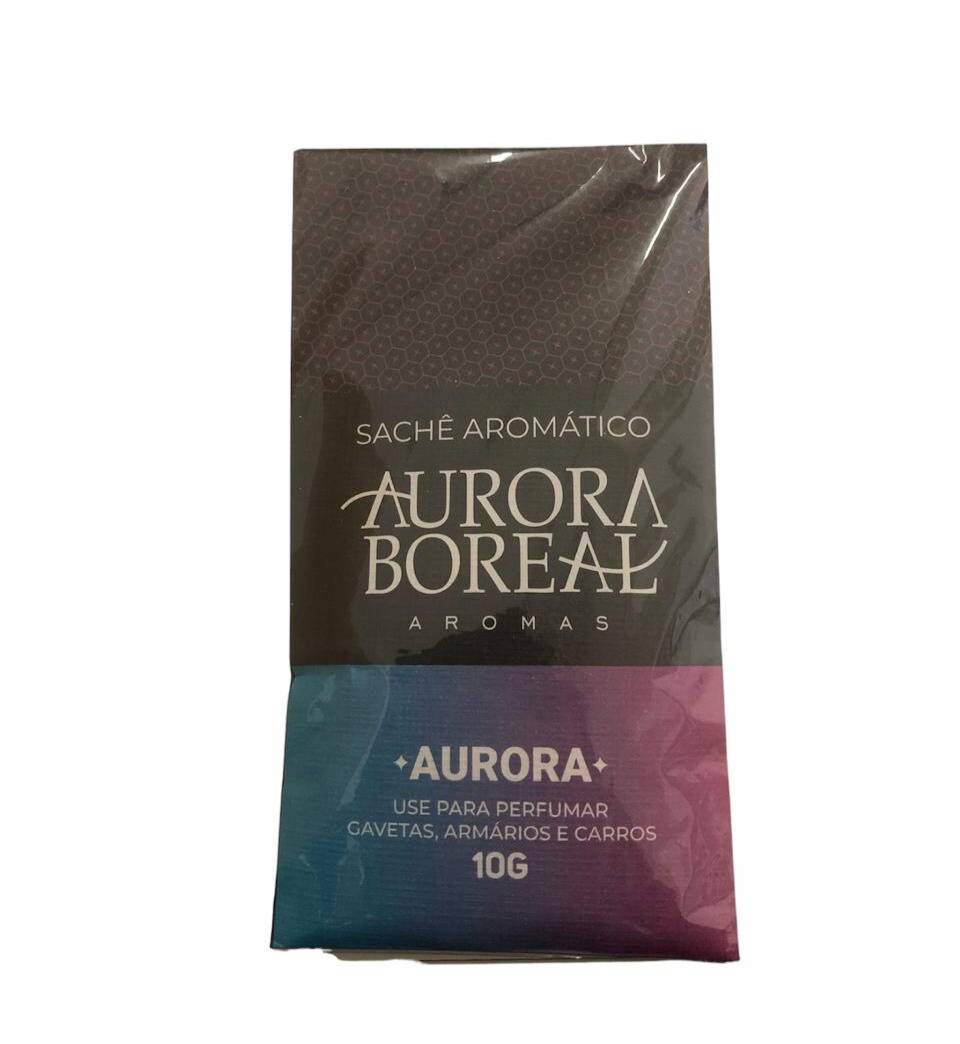 SACHÊ AROMÁTICO
AURORA
BOREAL
AROMAS
AURORA
USE PARA PERFUMAR
GAVETAS, ARMÁRIOS E CARROS
10G